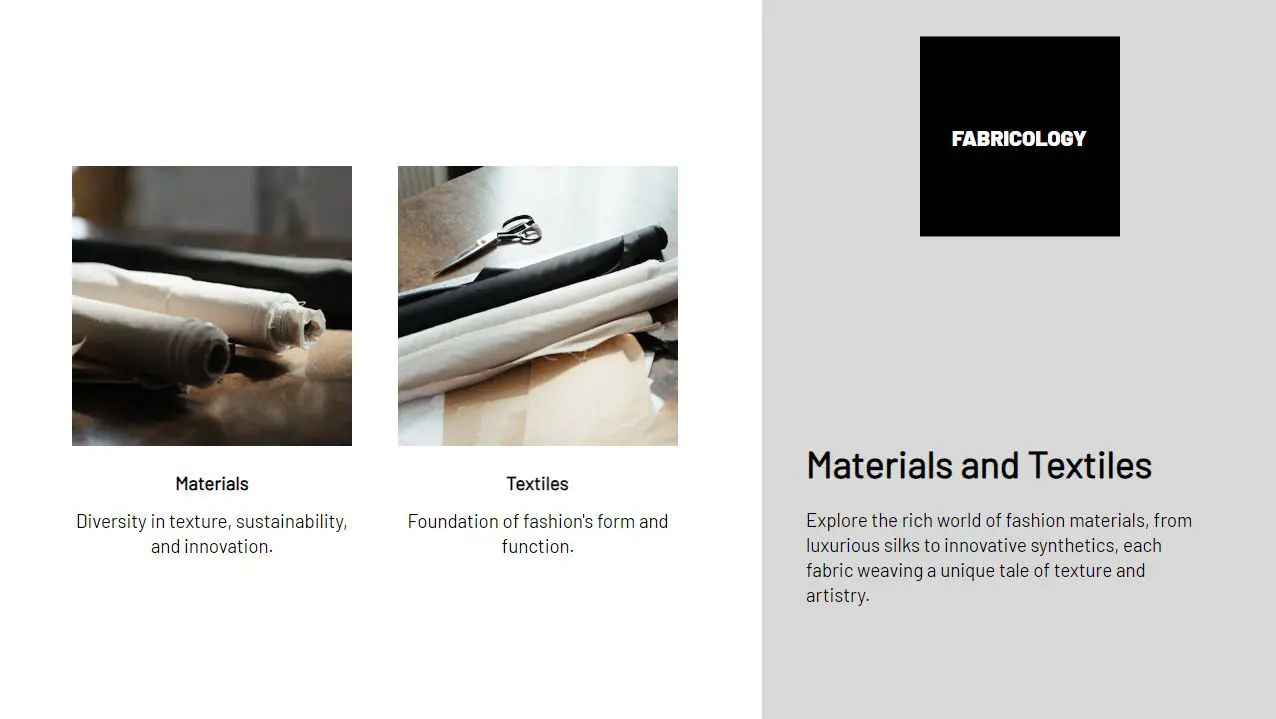 FABRICOLOGY
Materials
Diversity in texture, sustainability,
and innovation.
Textiles
Foundation of fashion's form and
function.
Materials and Textiles
Explore the rich world of fashion materials, from
luxurious silks to innovative synthetics, each
fabric weaving a unique tale of texture and
artistry.